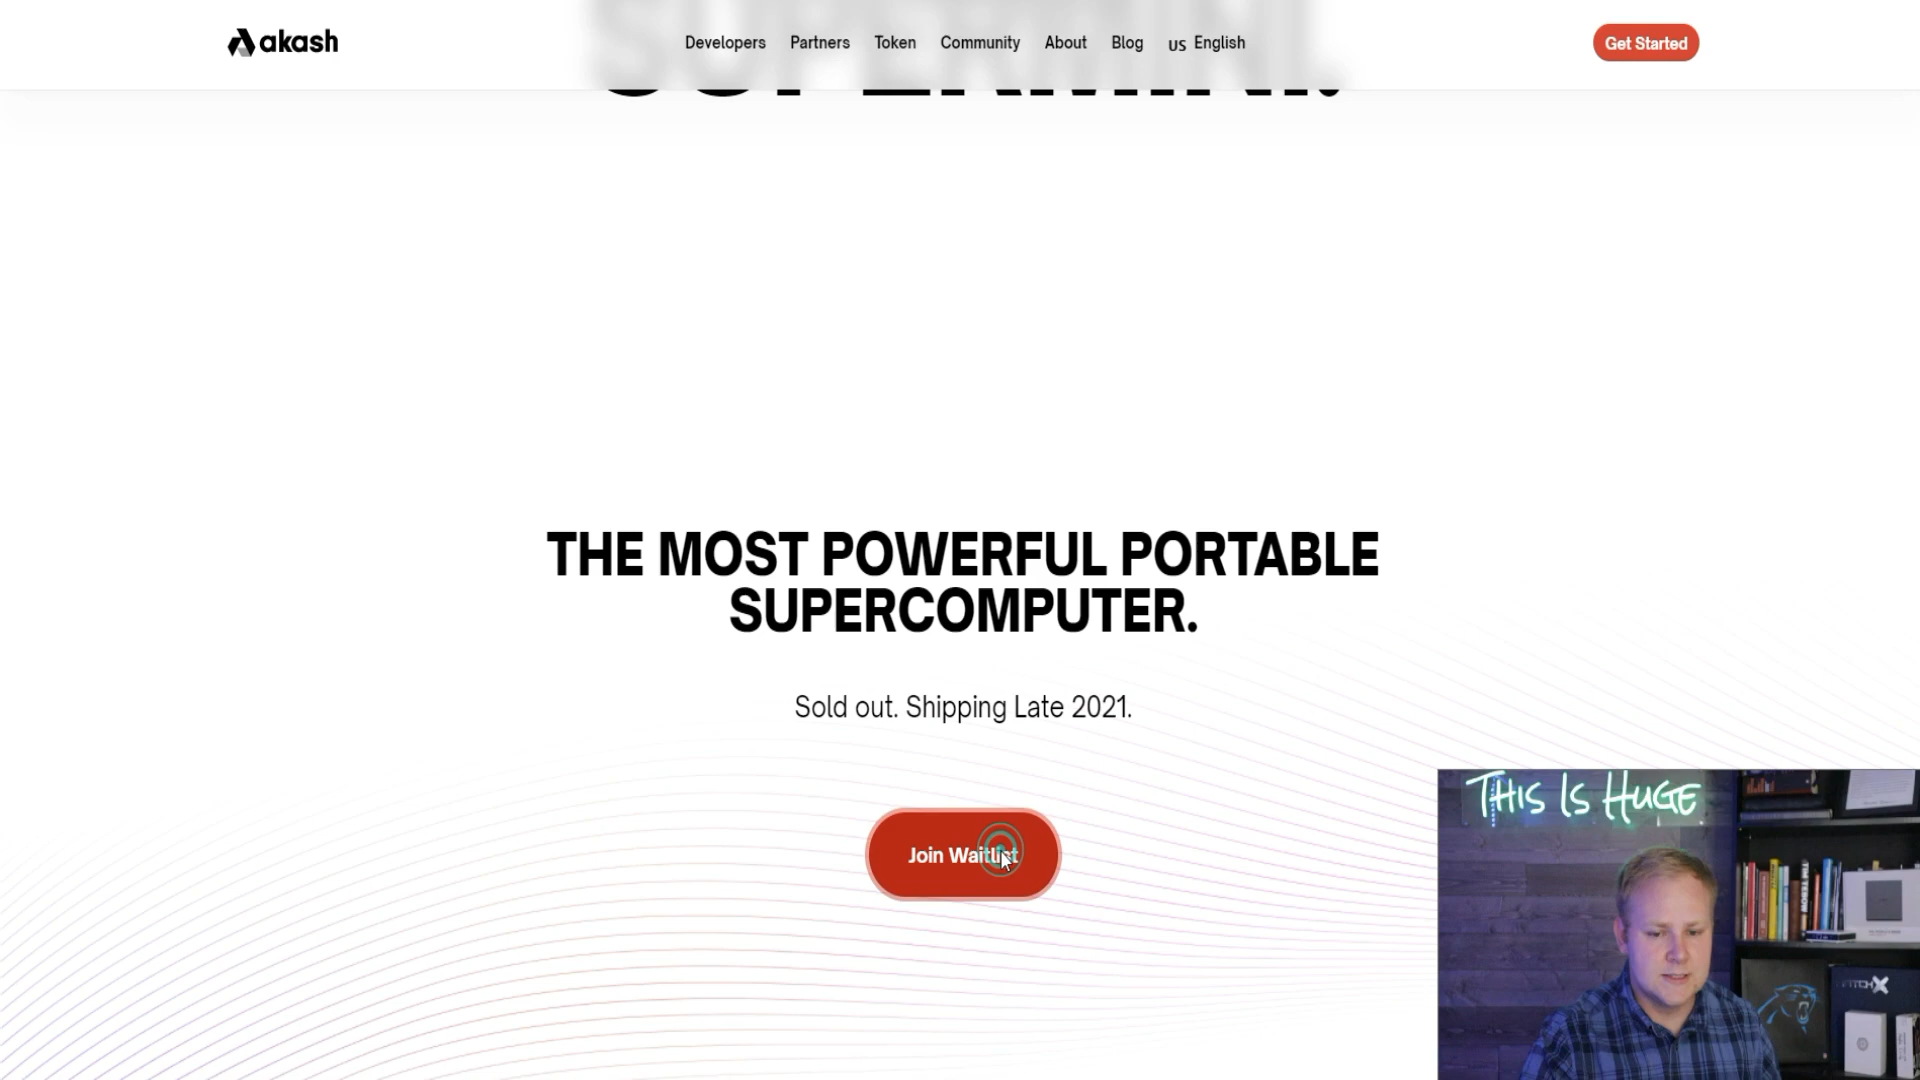 akash
Developers Partners Token Community About Blog US English
Get Started
SUPERMINI.
THE MOST POWERFUL PORTABLE
SUPERCOMPUTER.
Sold out. Shipping Late 2021.
Join Waitlist
THIS IS HUGE